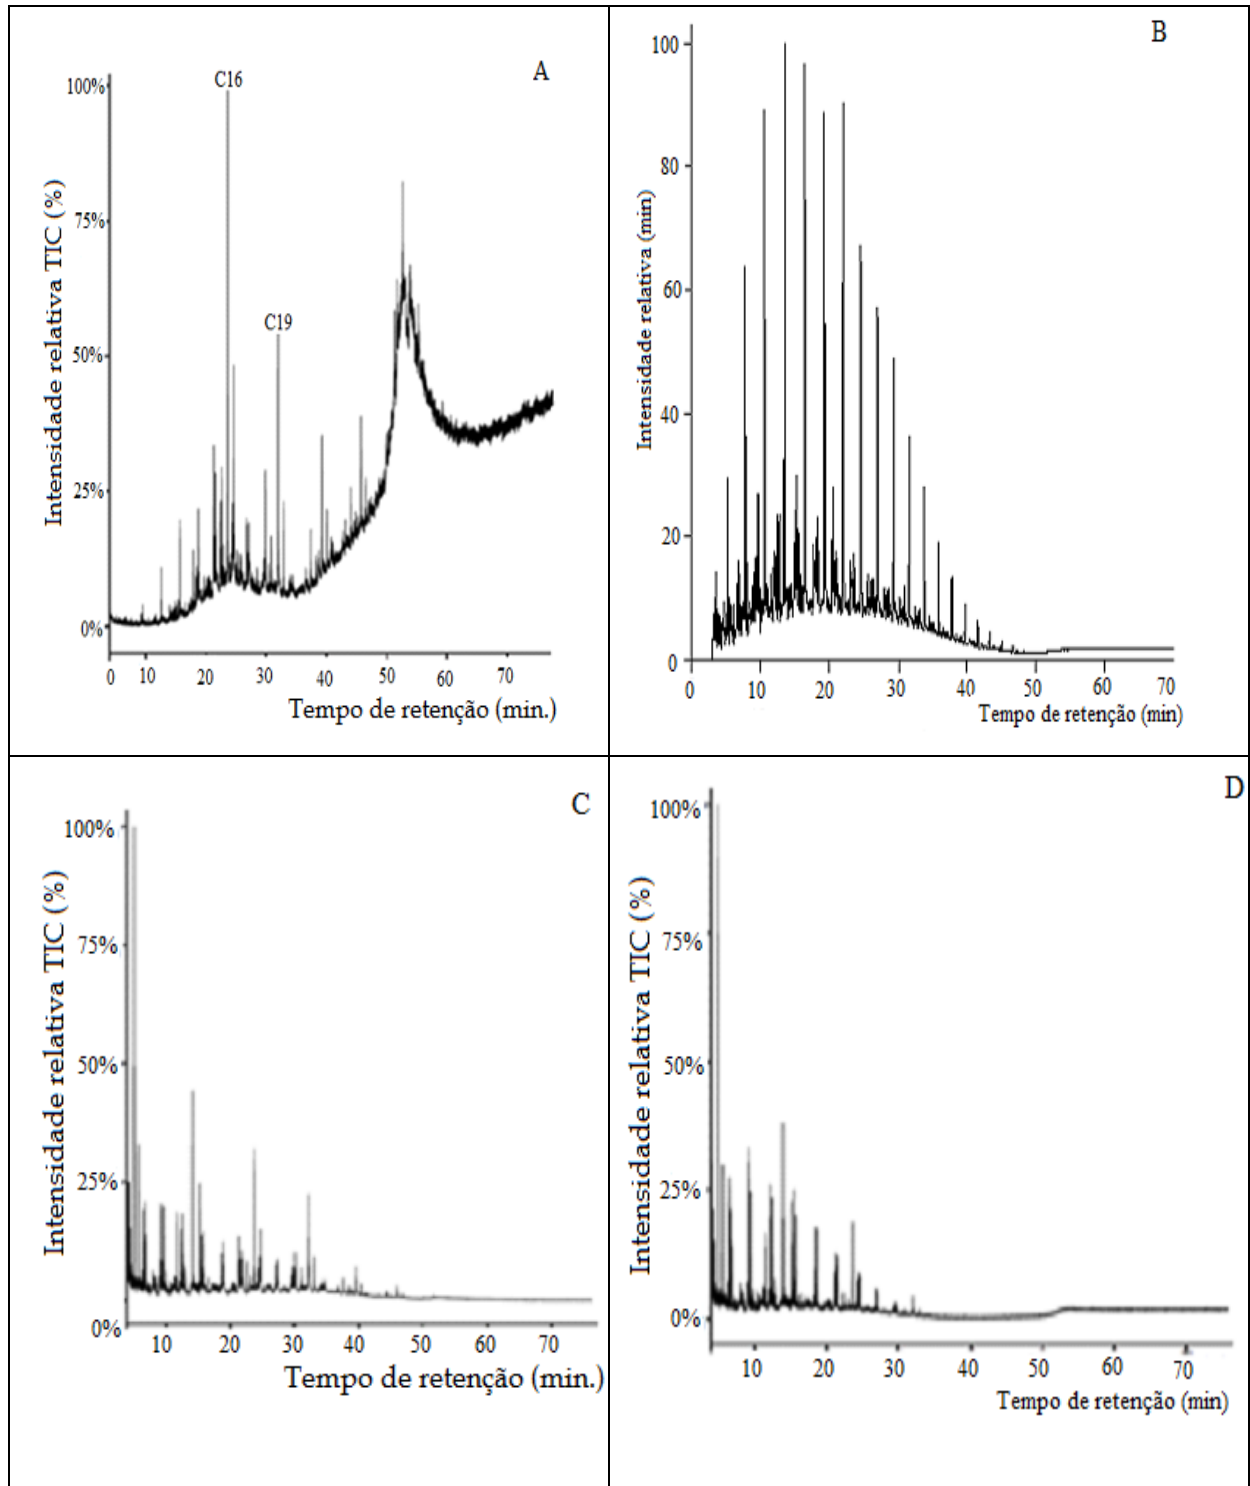 A
C16
C19
100%
75%
50%
25%
0%
Intensidade relativa TIC (%)
0 10 20 30 40 50 60 70
Tempo de retenção (min.)
B
100
80
60
40
20
0
Intensidade relativa (min)
0 10 20 30 40 50 60 70
Tempo de retenção (min)
C
100%
75%
50%
25%
0%
Intensidade relativa TIC (%)
10 20 30 40 50 60 70
Tempo de retenção (min.)
D
100%
75%
50%
25%
0%
Intensidade relativa TIC (%)
10 20 30 40 50 60 70
Tempo de retenção (min)